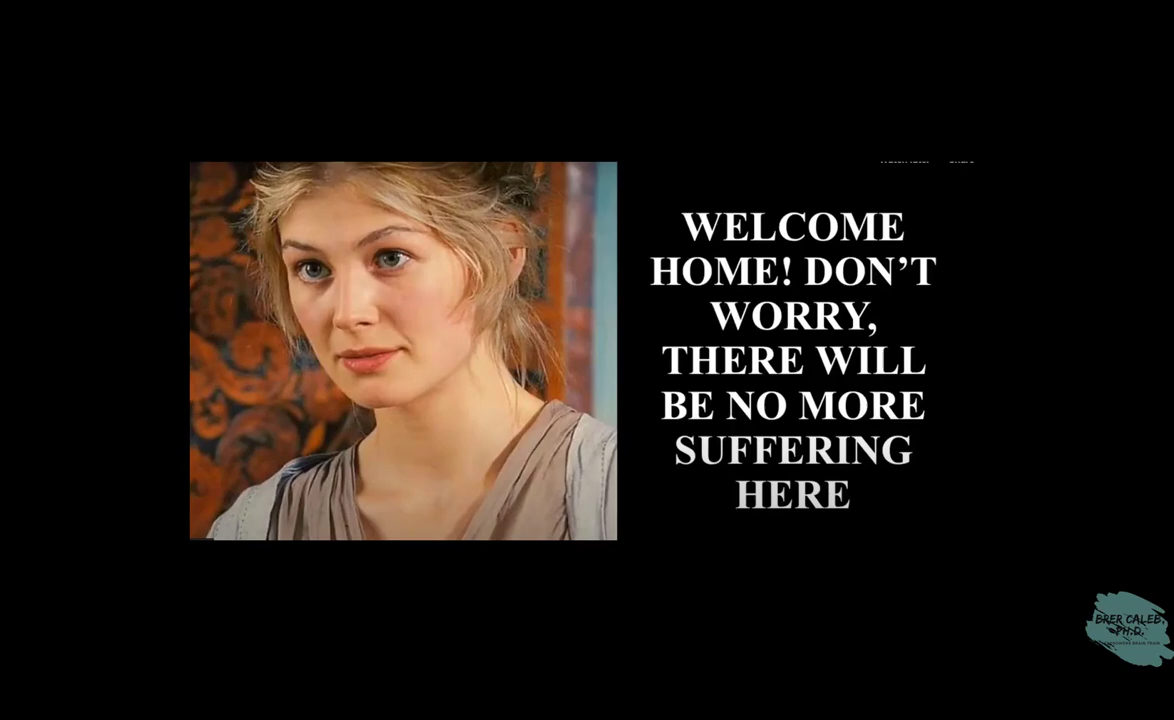 WELCOME
HOME! DON’T
WORRY,
THERE WILL
BE NO MORE
SUFFERING
HERE
BRER CALEB,
PH.D.